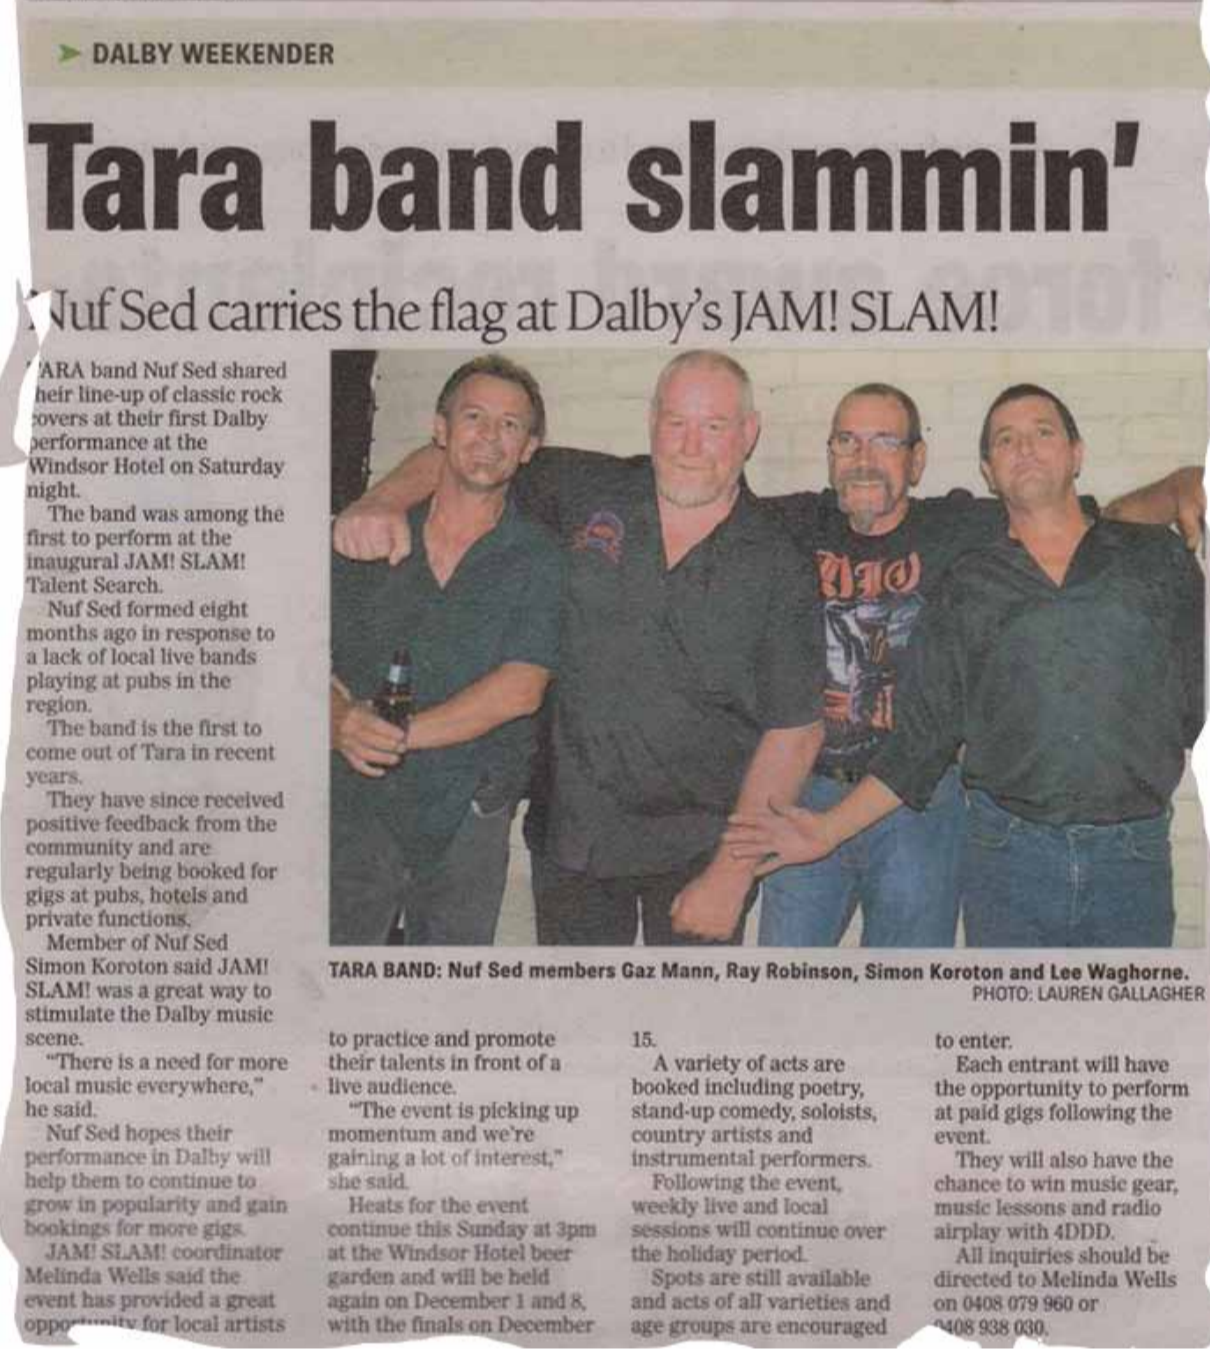 DALBY WEEKENDER
Tara band slammin'
Nuf Sed carries the flag at Dalby's JAM! SLAM!
TARA band Nuf Sed shared
their line-up of classic rock
covers at their first Dalby
performance at the
Windsor Hotel on Saturday
night.
The band was among the
first to perform at the
inaugural JAM! SLAM!
Talent Search.
Nuf Sed formed eight
months ago in response to
a lack of local live bands
playing at pubs in the
region.
The band is the first to
come out of Tara in recent
years.
They have since received
positive feedback from the
community and are
regularly being booked for
gigs at pubs, hotels and
private functions.
Member of Nuf Sed
Simon Koroton said JAM!
SLAM! was a great way to
stimulate the Dalby music
scene.
"There is a need for more
local music everywhere,"
he said.
Nuf Sed hopes their
performance in Dalby will
help them to continue to
grow in popularity and gain
bookings for more gigs.
JAM! SLAM! coordinator
Melinda Wells said the
event has provided a great
opportunity for local artists
DIO
TARA BAND: Nuf Sed members Gaz Mann, Ray Robinson, Simon Koroton and Lee Waghorne.
PHOTO: LAUREN GALLAGHER
to practice and promote
their talents in front of a
live audience.
"The event is picking up
momentum and we're
gaining a lot of interest,"
she said.
Heats for the event
continue this Sunday at 3pm
at the Windsor Hotel beer
garden and will be held
again on December 1 and 8,
with the finals on December
15.
A variety of acts are
booked including poetry,
stand-up comedy, soloists,
country artists and
instrumental performers.
Following the event,
weekly live and local
sessions will continue over
the holiday period.
Spots are still available
and acts of all varieties and
age groups are encouraged
to enter.
Each entrant will have
the opportunity to perform
at paid gigs following the
event.
They will also have the
chance to win music gear,
music lessons and radio
airplay with 4DDD.
All inquiries should be
directed to Melinda Wells
on 0408 079 960 or
0408 938 030.